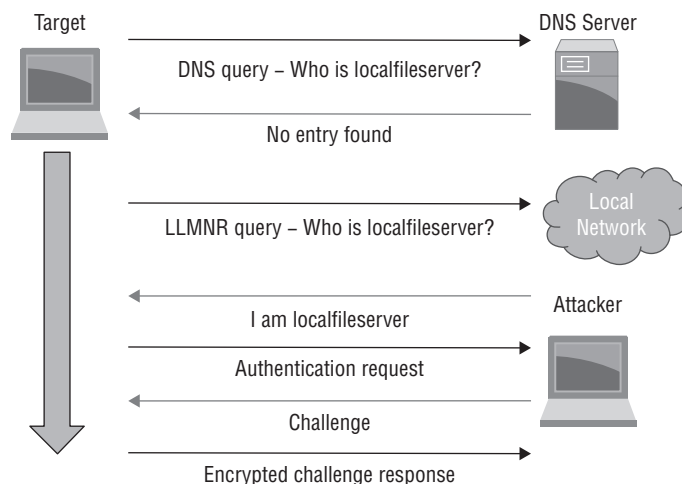 Target
DNS Server
DNS query – Who is localfileserver?
No entry found
LLMNR query – Who is localfileserver?
Local
Network
I am localfileserver
Attacker
Authentication request
Challenge
Encrypted challenge response